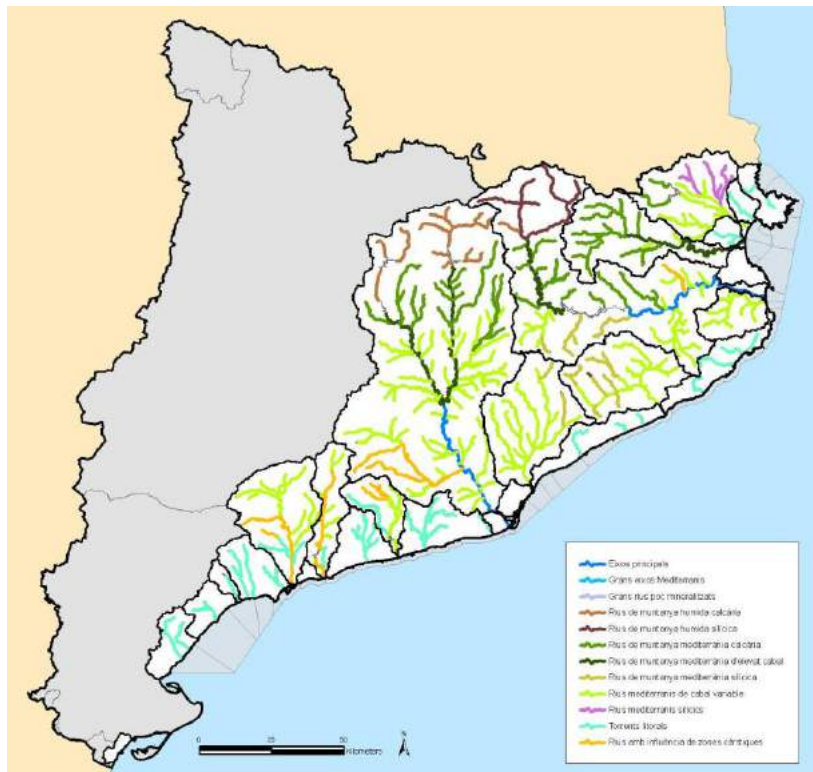 0 25 50
Kilometers
N
Eixos principals
Grans eixos Mediterranis
Grans rius poc mineralitzats
Rius de muntanya humida calcària
Rius de muntanya humida silícica
Rius de muntanya mediterrània calcària
Rius de muntanya mediterrània d'elevat cabal
Rius de muntanya mediterrània silícica
Rius mediterranis de cabal variable
Rius mediterranis silícics
Torrents litorals
Rius amb influència de zones càrstiques